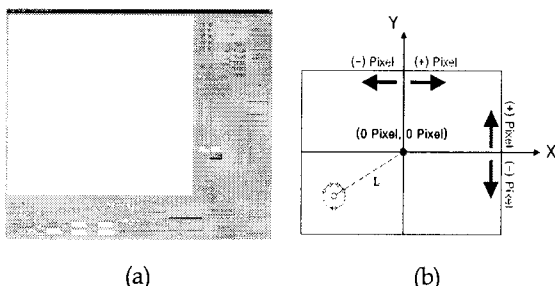 Y
(-) Pixel
(+) Pixel
(0 Pixel, 0 Pixel)
X
(+) Pixel
(-) Pixel
L
(a)
(b)